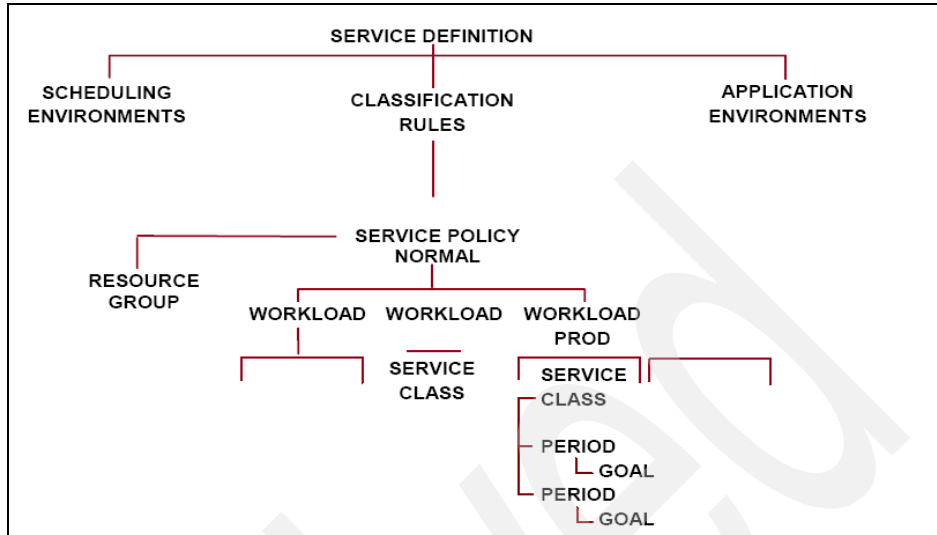 SERVICE DEFINITION
SCHEDULING
ENVIRONMENTS
CLASSIFICATION
RULES
APPLICATION
ENVIRONMENTS
SERVICE POLICY
NORMAL
RESOURCE
GROUP
WORKLOAD
WORKLOAD
WORKLOAD
PROD
SERVICE
CLASS
SERVICE
CLASS
PERIOD
GOAL
PERIOD
GOAL